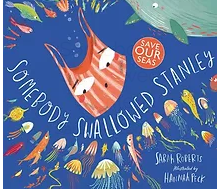 SAVE
OUR
SEAS
SOMEBODY SWALLOWED STANLEY
SARAH ROBERTS
Illustrated by
HANNAH PECK